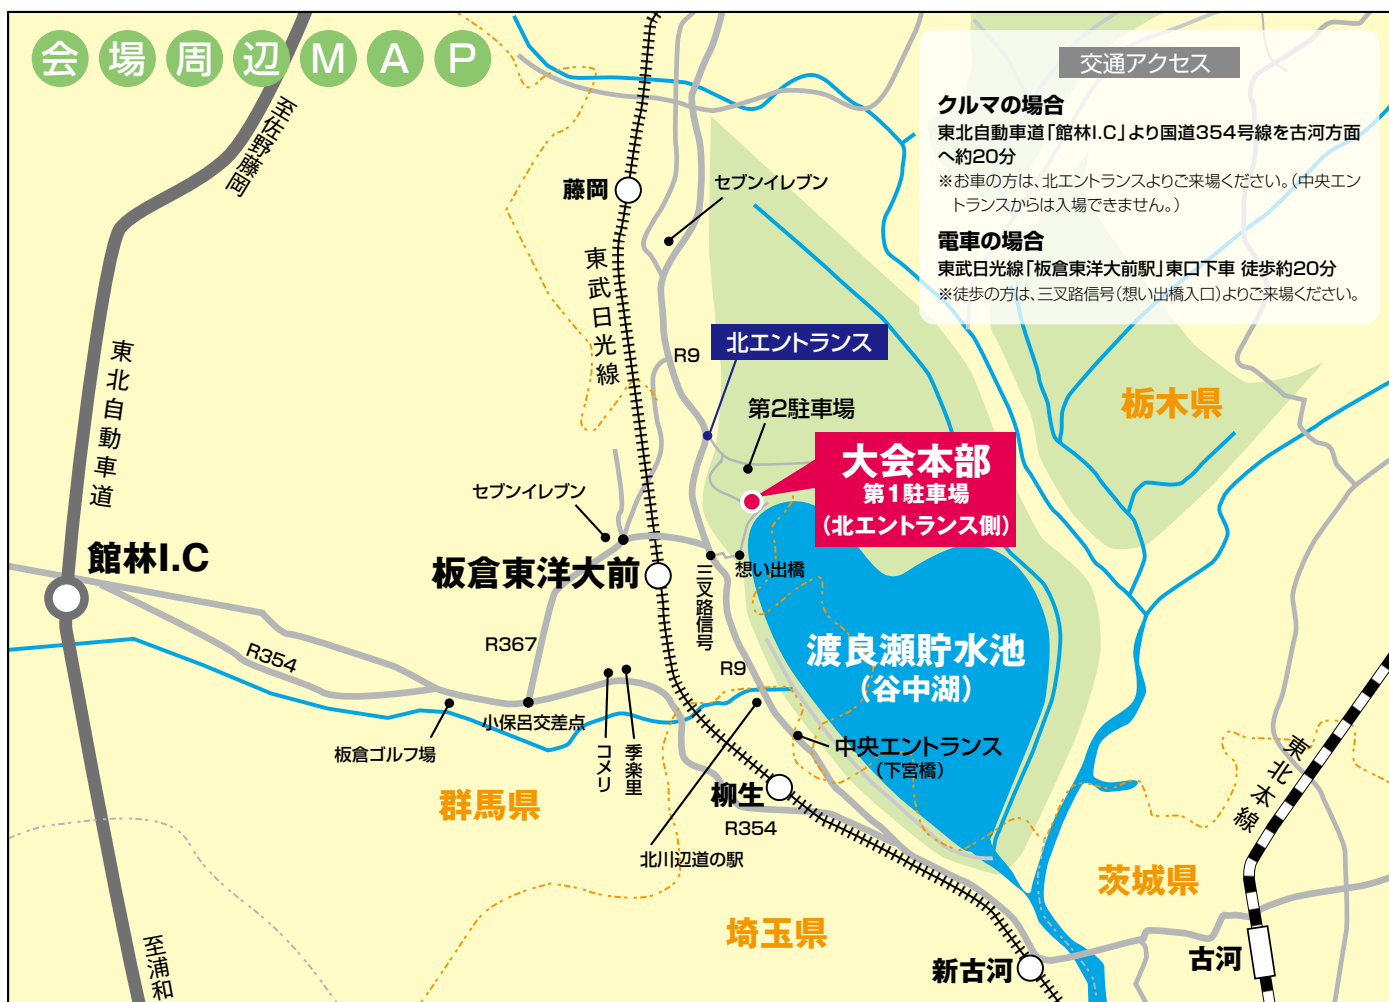 会場周辺MAP
交通アクセス
クルマの場合
東北自動車道「館林I.C」より国道354号線を古河方面
へ約20分
※お車の方は、北エントランスよりご来場ください。（中央エン
トランスからは入場できません。）
電車の場合
東武日光線「板倉東洋大前駅」東口下車 徒歩約20分
※徒歩の方は、三叉路信号（想い出橋入口）よりご来場ください。
至佐野藤岡
藤岡
セブンイレブン
東武日光線
東北自動車道
R9
北エントランス
第2駐車場
栃木県
大会本部
第1駐車場
（北エントランス側）
セブンイレブン
館林I.C
板倉東洋大前
三叉路信号
想い出橋
R354
R367
R9
渡良瀬貯水池
（谷中湖）
小保呂交差点
板倉ゴルフ場
コメリ
季楽里
中央エントランス
（下宮橋）
東北本線
群馬県
柳生
R354
北川辺道の駅
茨城県
埼玉県
至浦和
新古河
古河